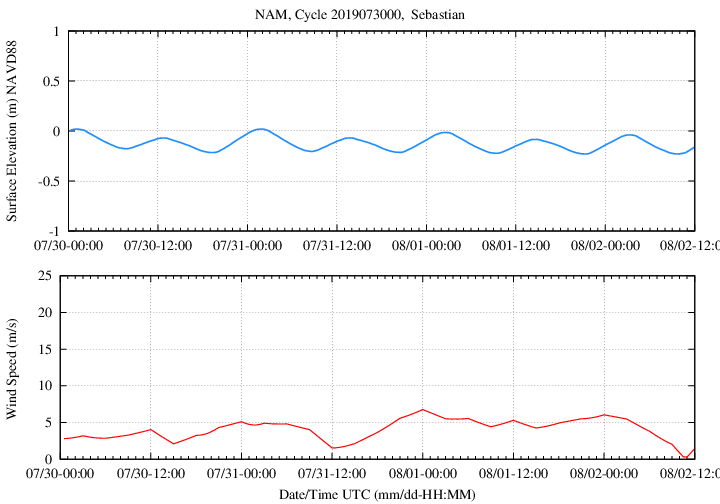 NAM, Cycle 2019073000, Sebastian
Surface Elevation (m) NAVD88
1
0.5
0
-0.5
-1
07/30-00:00 07/30-12:00 07/31-00:00 07/31-12:00 08/01-00:00 08/01-12:00 08/02-00:00 08/02-12:0
Wind Speed (m/s)
25
20
15
10
5
0
07/30-00:00 07/30-12:00 07/31-00:00 07/31-12:00 08/01-00:00 08/01-12:00 08/02-00:00 08/02-12:0
Date/Time UTC (mm/dd-HH:MM)